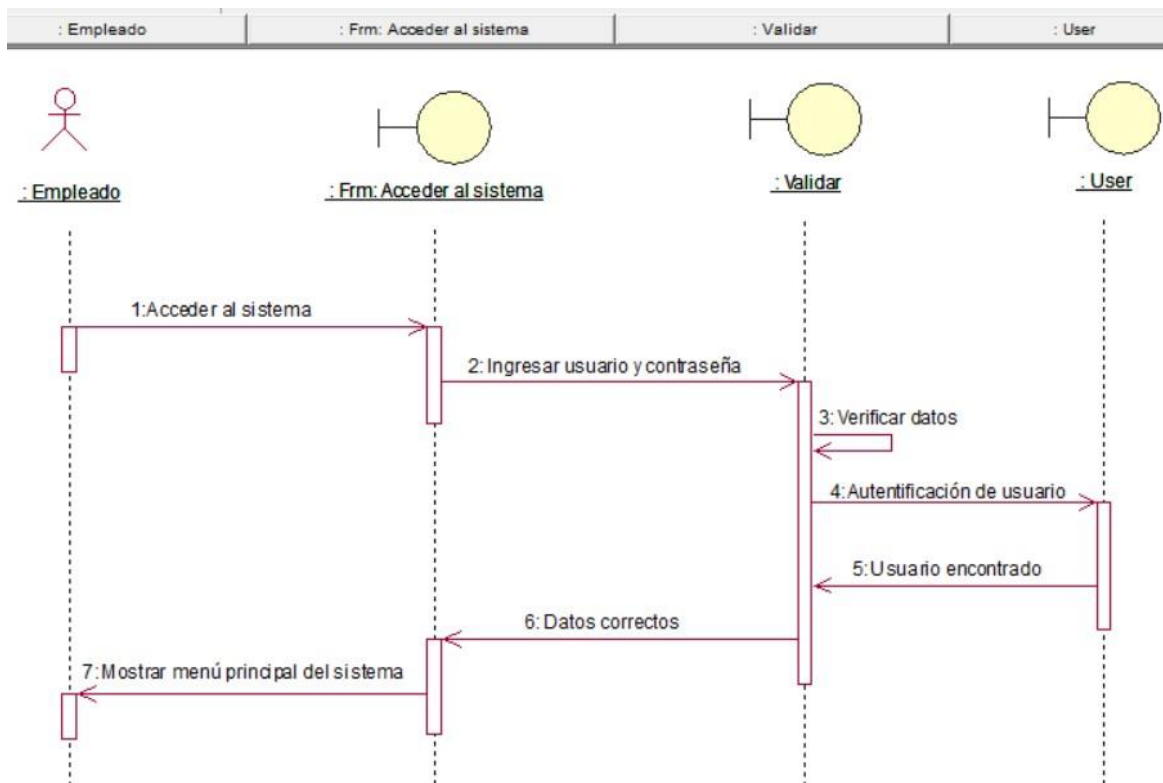 : Empleado
: Frm: Acceder al sistema
: Validar
: User
: Empleado
: Frm: Acceder al sistema
: Validar
: User
1:Acceder al sistema
2: Ingresar usuario y contraseña
3: Verificar datos
4: Autentificación de usuario
5: Usuario encontrado
6: Datos correctos
7: Mostrar menú principal del sistema